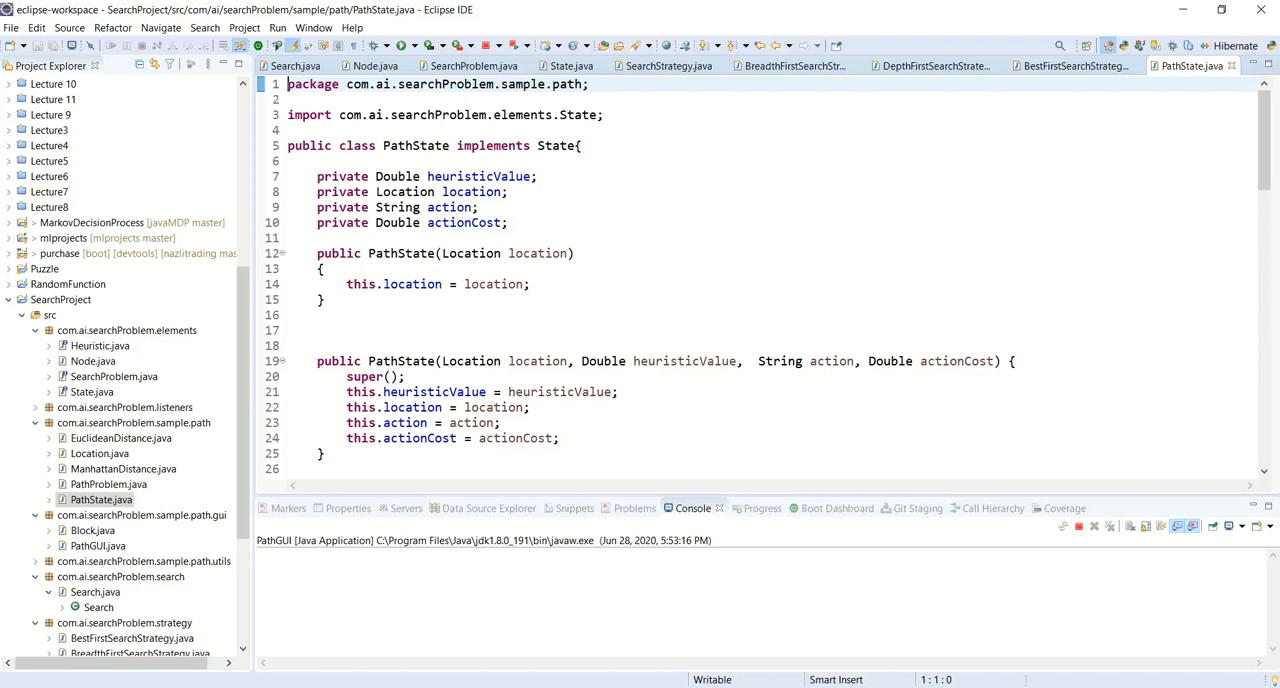 eclipse-workspace - SearchProject/src/com/ai/searchProblem/sample/path/PathState.java - Eclipse IDE
File Edit Source Refactor Navigate Search Project Run Window Help
Hibernate
Project Explorer
Search.java Node.java SearchProblem.java State.java SearchStrategy.java BreadthFirstSearchStr... DepthFirstSearchStrate... BestFirstSearchStrateg... PathState.java
Lecture 10
Lecture 11
Lecture 9
Lecture3
Lecture4
Lecture5
Lecture6
Lecture7
Lecture8
> MarkovDecisionProcess [javaMDP master]
> mlprojects [mlprojects master]
> purchase [boot] [devtools] [nazlitrading mas
Puzzle
RandomFunction
SearchProject
src
com.ai.searchProblem.elements
Heuristic.java
Node.java
SearchProblem.java
State.java
com.ai.searchProblem.listeners
com.ai.searchProblem.sample.path
EuclideanDistance.java
Location.java
ManhattanDistance.java
PathProblem.java
PathState.java
com.ai.searchProblem.sample.path.gui
Block.java
PathGUI.java
com.ai.searchProblem.sample.path.utils
com.ai.searchProblem.search
Search.java
Search
com.ai.searchProblem.strategy
BestFirstSearchStrategy.java
BreadthFirstSearchStrategy.java
1 package com.ai.searchProblem.sample.path;
2
3 import com.ai.searchProblem.elements.State;
4
5 public class PathState implements State{
6
7 private Double heuristicValue;
8 private Location location;
9 private String action;
10 private Double actionCost;
11
12 public PathState(Location location)
13 {
14 this.location = location;
15 }
16
17
18
19 public PathState(Location location, Double heuristicValue, String action, Double actionCost) {
20 super();
21 this.heuristicValue = heuristicValue;
22 this.location = location;
23 this.action = action;
24 this.actionCost = actionCost;
25 }
26
Markers Properties Servers Data Source Explorer Snippets Problems Console Progress Boot Dashboard Git Staging Call Hierarchy Coverage
PathGUI [Java Application] C:\Program Files\Java\jdk1.8.0_191\bin\javaw.exe (Jun 28, 2020, 5:53:16 PM)
Writable Smart Insert 1 : 1 : 0